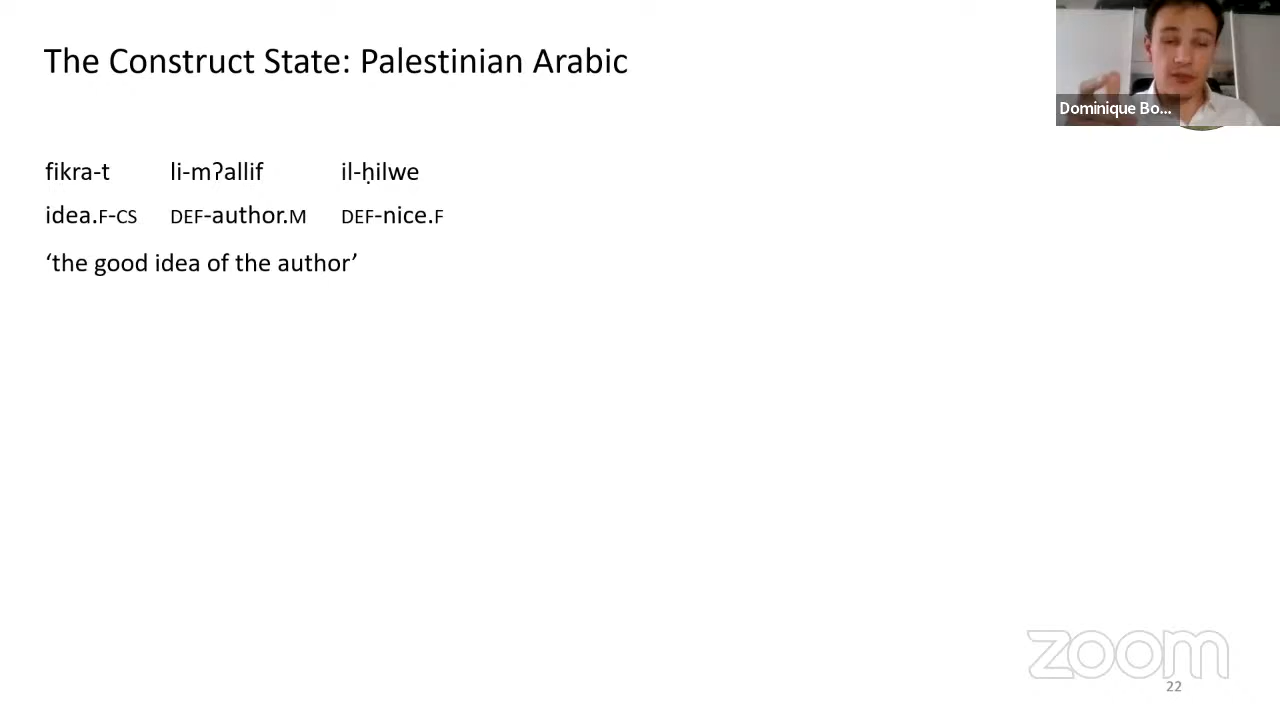 The Construct State: Palestinian Arabic
Dominique Bo...
fikra-t li-mʔallif il-ḥilwe
idea.F-CS DEF-author.M DEF-nice.F
‘the good idea of the author’
zoom
22